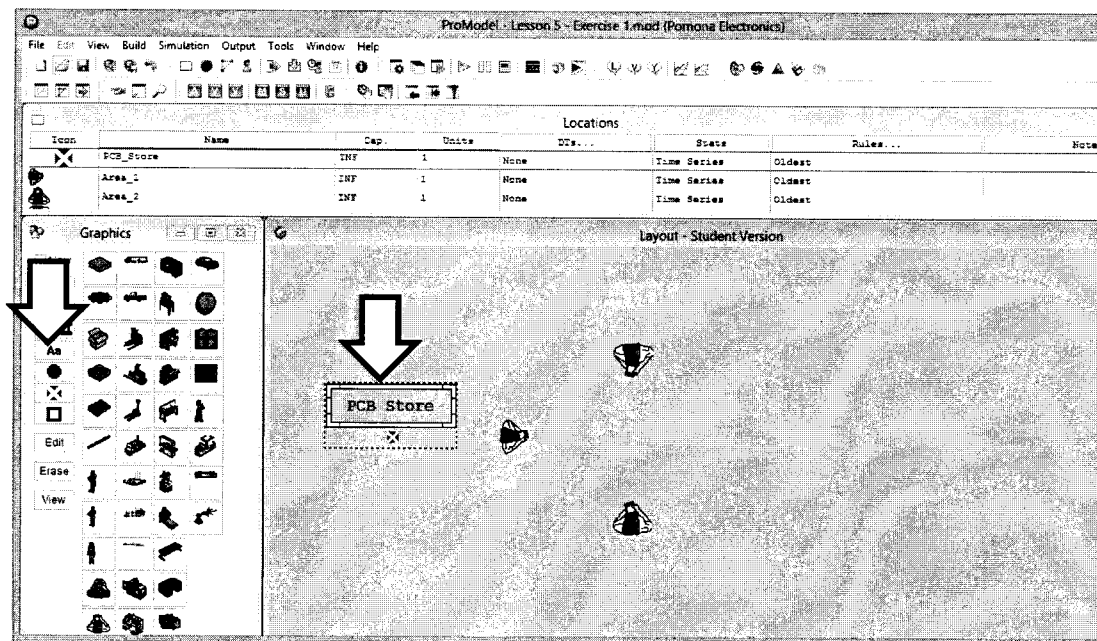 ProModel - Lesson 5 - Exercise 1.mod (Pomona Electronics)
File Edit View Build Simulation Output Tools Window Help
Locations
Icon Name Cap. Units DTs... Stats Rules... Note
PCB_Store INF 1 None Time Series Oldest
Area_1 INF 1 None Time Series Oldest
Area_2 INF 1 None Time Series Oldest
Graphics
Layout - Student Version
Aa
PCB Store
Edit
Erase
View